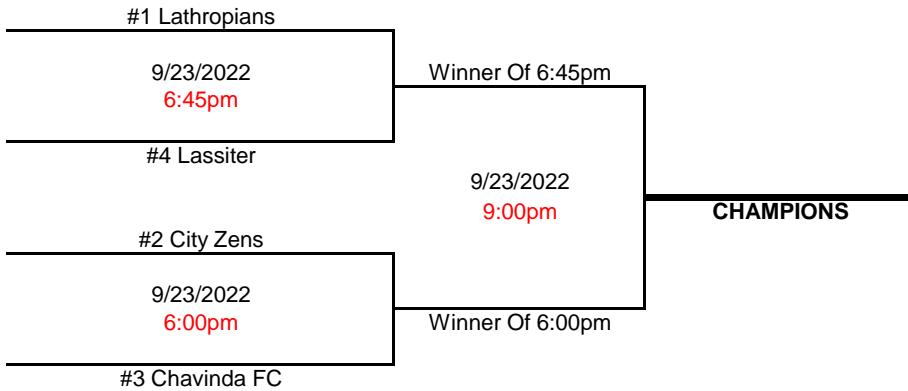 #1 Lathropians
9/23/2022
6:45pm
Winner Of 6:45pm
#4 Lassiter
9/23/2022
9:00pm
CHAMPIONS
#2 City Zens
9/23/2022
6:00pm
Winner Of 6:00pm
#3 Chavinda FC